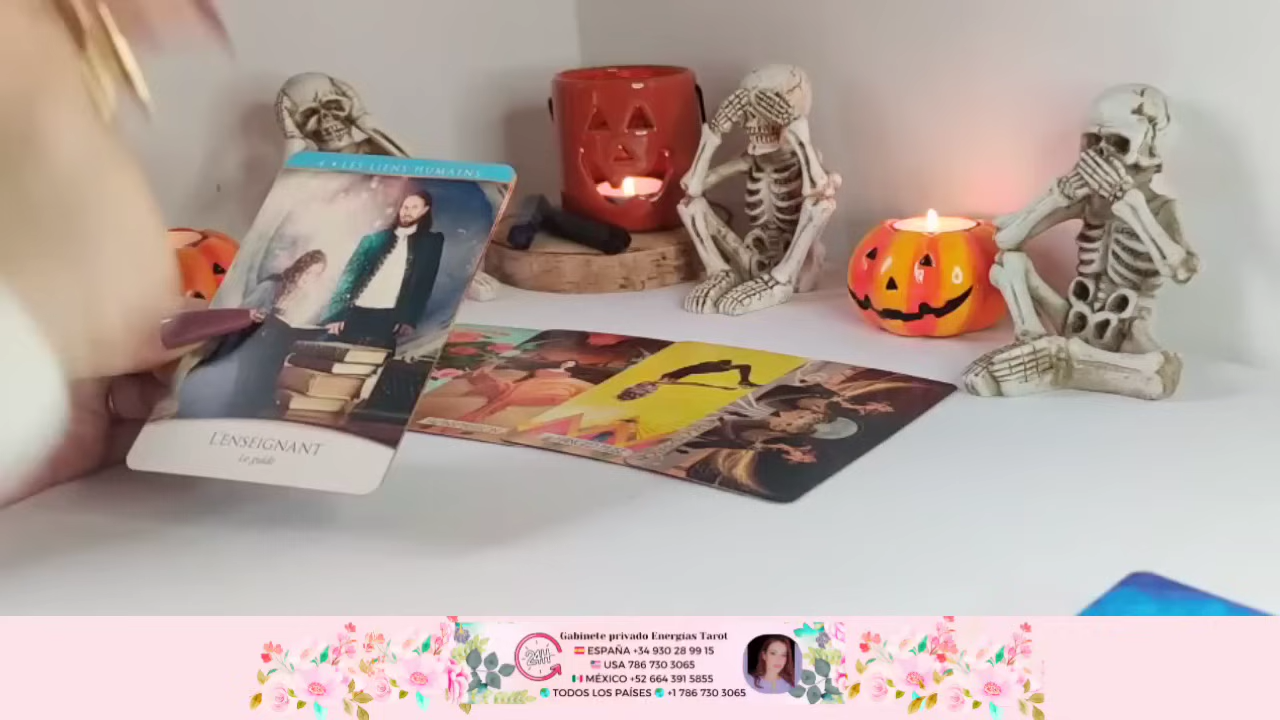 4 • LES LIENS HUMAINS
L'ENSEIGNANT
Le guide
24H
Gabinete privado Energías Tarot
ESPAÑA +34 930 28 99 15
USA 786 730 3065
MÉXICO +52 664 391 5855
TODOS LOS PAÍSES +1 786 730 3065